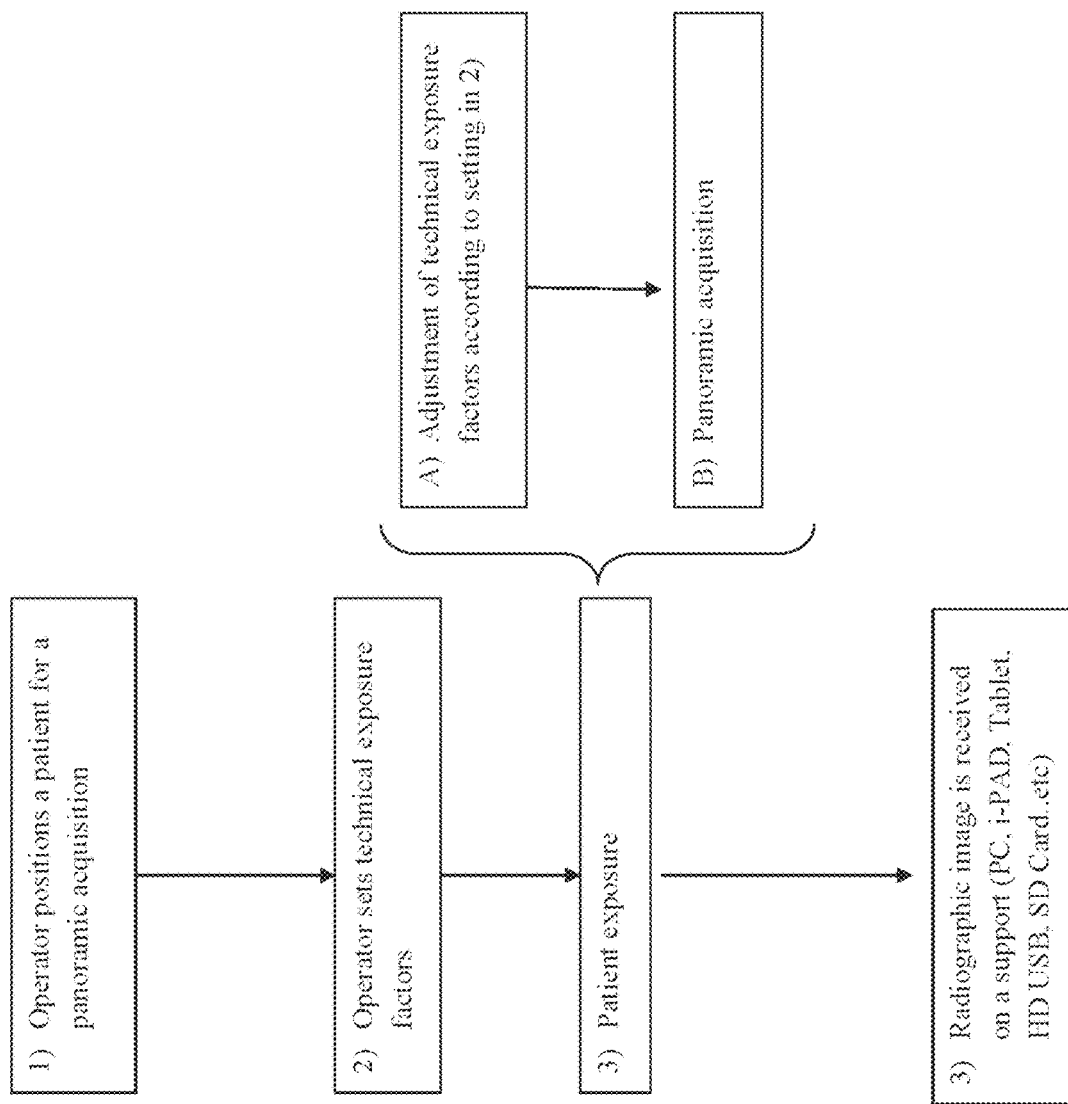 1) Operator positions a patient for a
panoramic acquisition
2) Operator sets technical exposure
factors
3) Patient exposure
A) Adjustment of technical exposure
factors according to setting in 2)
B) Panoramic acquisition
3) Radiographic image is received
on a support (PC, i-PAD, Tablet,
HD USB, SD Card..etc)